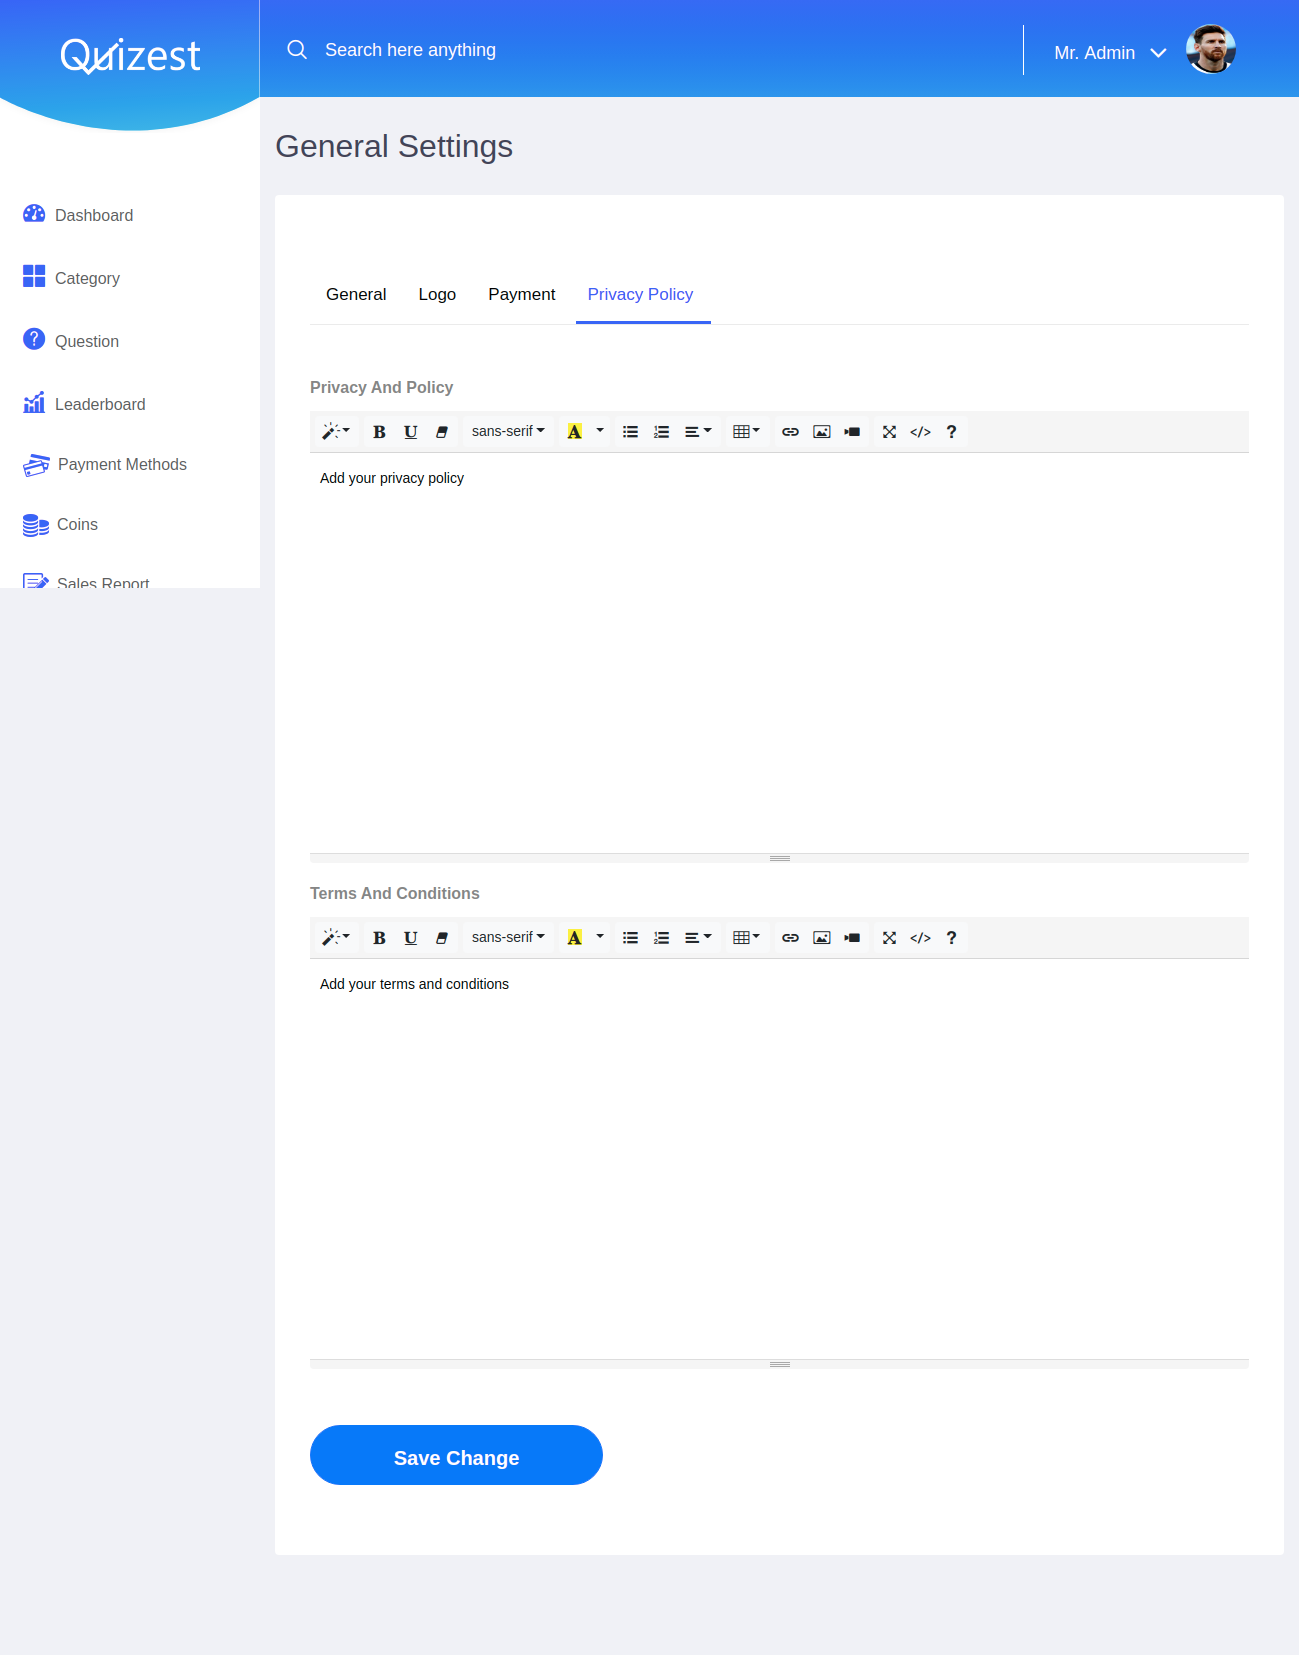 Quizest
Search here anything
Mr. Admin
General Settings
Dashboard
Category
Question
Leaderboard
Payment Methods
Coins
Sales Report
General Logo Payment Privacy Policy
Privacy And Policy
B U sans-serif A </> ?
Add your privacy policy
Terms And Conditions
B U sans-serif A </> ?
Add your terms and conditions
Save Change